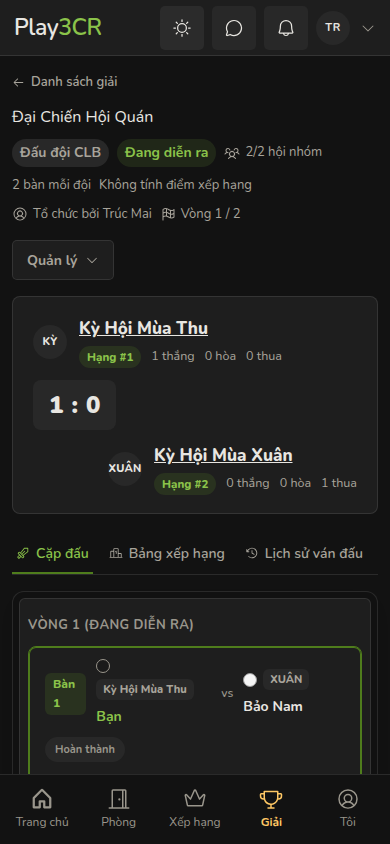 Play3CR
TR
Danh sách giải
Đại Chiến Hội Quán
Đấu đội CLB Đang diễn ra 2/2 hội nhóm
2 bàn mỗi đội Không tính điểm xếp hạng
Tổ chức bởi Trúc Mai Vòng 1 / 2
Quản lý
KỲ
Kỳ Hội Mùa Thu
Hạng #1 1 thắng 0 hòa 0 thua
1 : 0
XUÂN
Kỳ Hội Mùa Xuân
Hạng #2 0 thắng 0 hòa 1 thua
Cặp đấu Bảng xếp hạng Lịch sử ván đấu
VÒNG 1 (ĐANG DIỄN RA)
Bàn 
1
Kỳ Hội Mùa Thu
Bạn
vs
XUÂN
Bảo Nam
Hoàn thành
Trang chủ Phòng Xếp hạng Giải Tôi